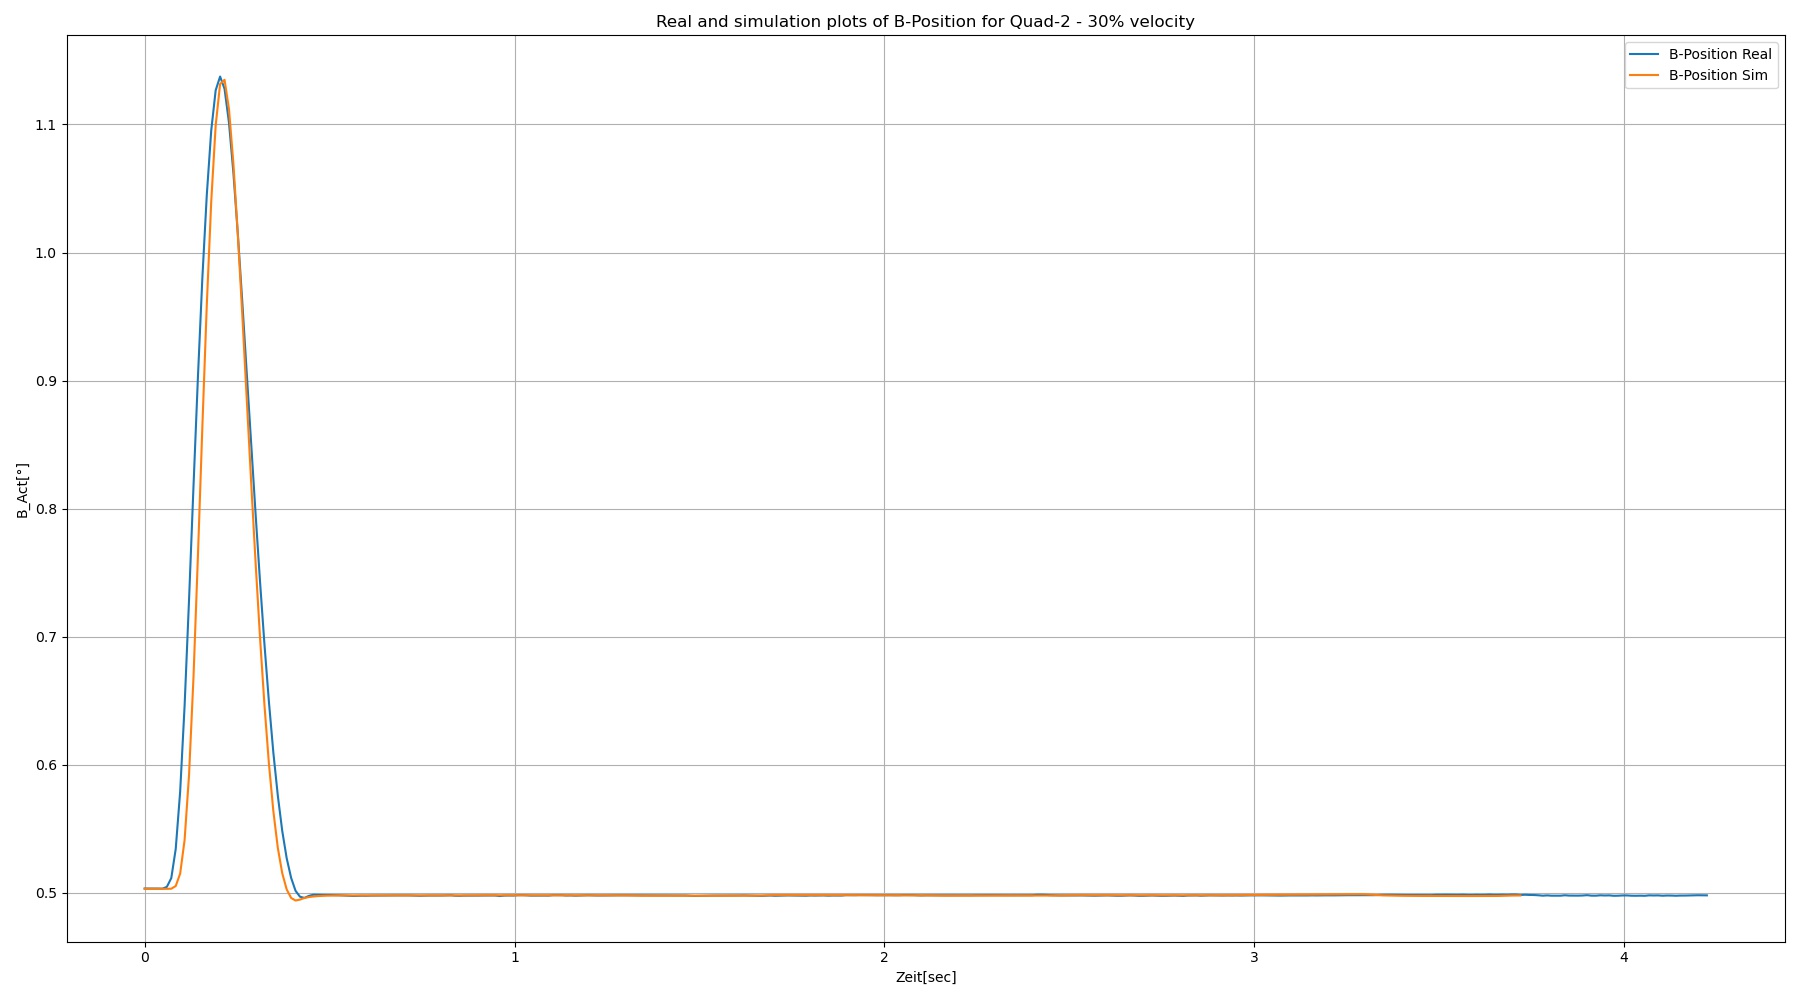 Real and simulation plots of B-Position for Quad-2 - 30% velocity
B-Position Real
B-Position Sim
1.1
1.0
0.9
0.8
0.7
0.6
0.5
B_Act[°]
0 1 2 3 4
Zeit[sec]